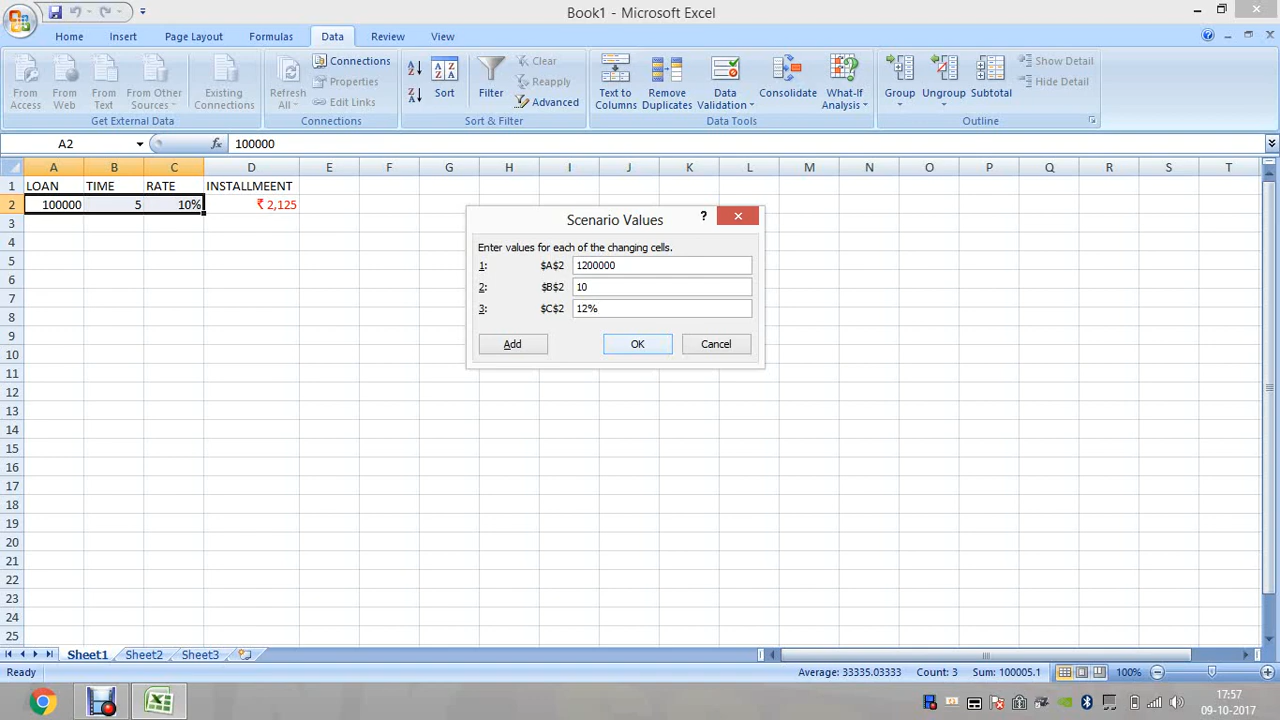 Book1 - Microsoft Excel
Home Insert Page Layout Formulas Data Review View
From Access
From Web
From Text
From Other Sources
Existing Connections
Get External Data
Refresh All
Connections
Properties
Edit Links
Connections
Sort
Filter
Clear
Reapply
Advanced
Sort & Filter
Text to Columns
Remove Duplicates
Data Validation
Consolidate
What-If Analysis
Data Tools
Group
Ungroup
Subtotal
Show Detail
Hide Detail
Outline
A2 fx 100000
A B C D E F G H I J K L M N O P Q R S T
1 LOAN TIME RATE INSTALLMEENT
2 100000 5 10% ₹ 2,125
3
4
5
6
7
8
9
10
11
12
13
14
15
16
17
18
19
20
21
22
23
24
25
Scenario Values ?
Enter values for each of the changing cells.
1: $A$2 1200000
2: $B$2 10
3: $C$2 12%
Add OK Cancel
Sheet1 Sheet2 Sheet3
Ready Average: 33335.03333 Count: 3 Sum: 100005.1 100%
17:57
09-10-2017